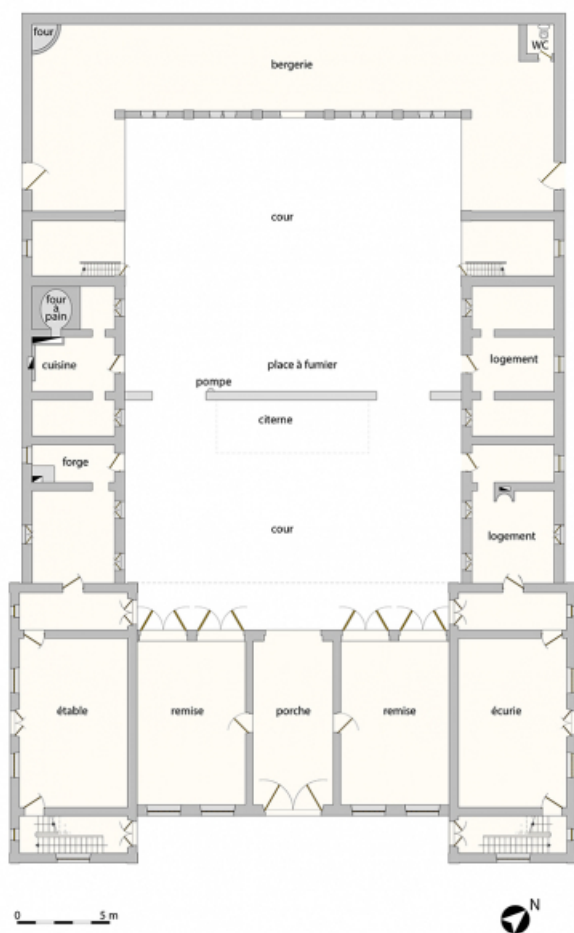 four
WC
bergerie
cour
four
à
pain
cuisine
place à fumier
logement
pompe
citerne
forge
cour
logement
étable
remise
porche
remise
écurie
0 5 m
N